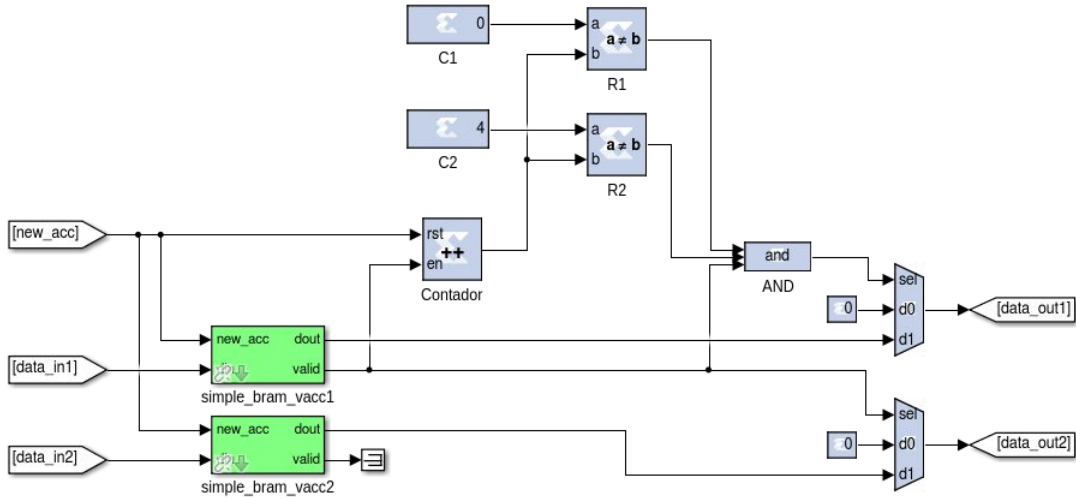 0
C1
a
b
a ≠ b
R1
4
C2
a
b
a ≠ b
R2
[new_acc]
rst
en
++
Contador
and
AND
sel
d0
d1
0
[data_out1]
[data_in1]
new_acc
dout
valid
simple_bram_vacc1
sel
d0
d1
0
[data_out2]
[data_in2]
new_acc
dout
valid
simple_bram_vacc2